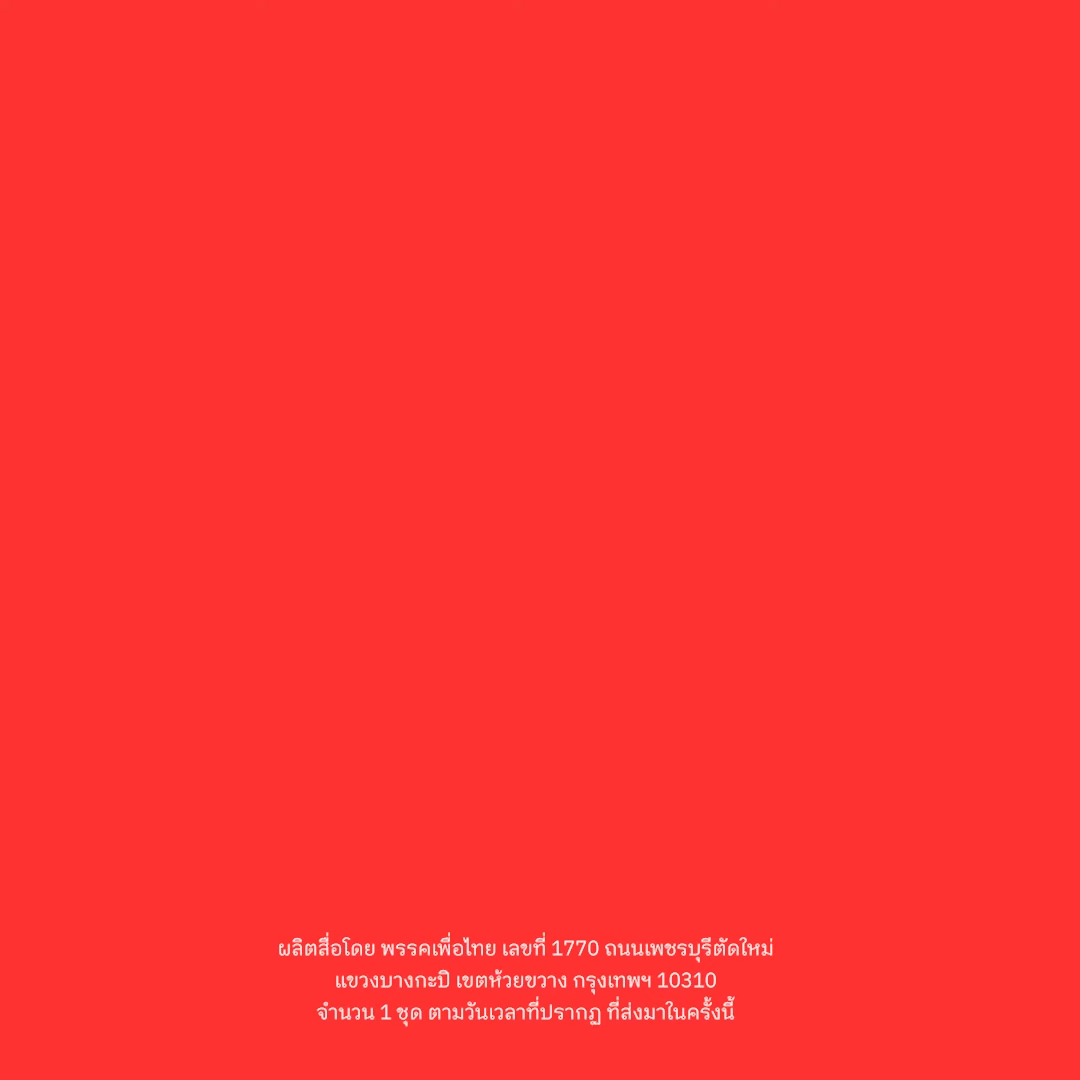 ผลิตสื่อโดย พรรคเพื่อไทย เลขที่ 1770 ถนนเพชรบุรีตัดใหม่
แขวงบางกะปิ เขตห้วยขวาง กรุงเทพฯ 10310
จำนวน 1 ชุด ตามวันเวลาที่ปรากฏ ที่ส่งมาในครั้งนี้